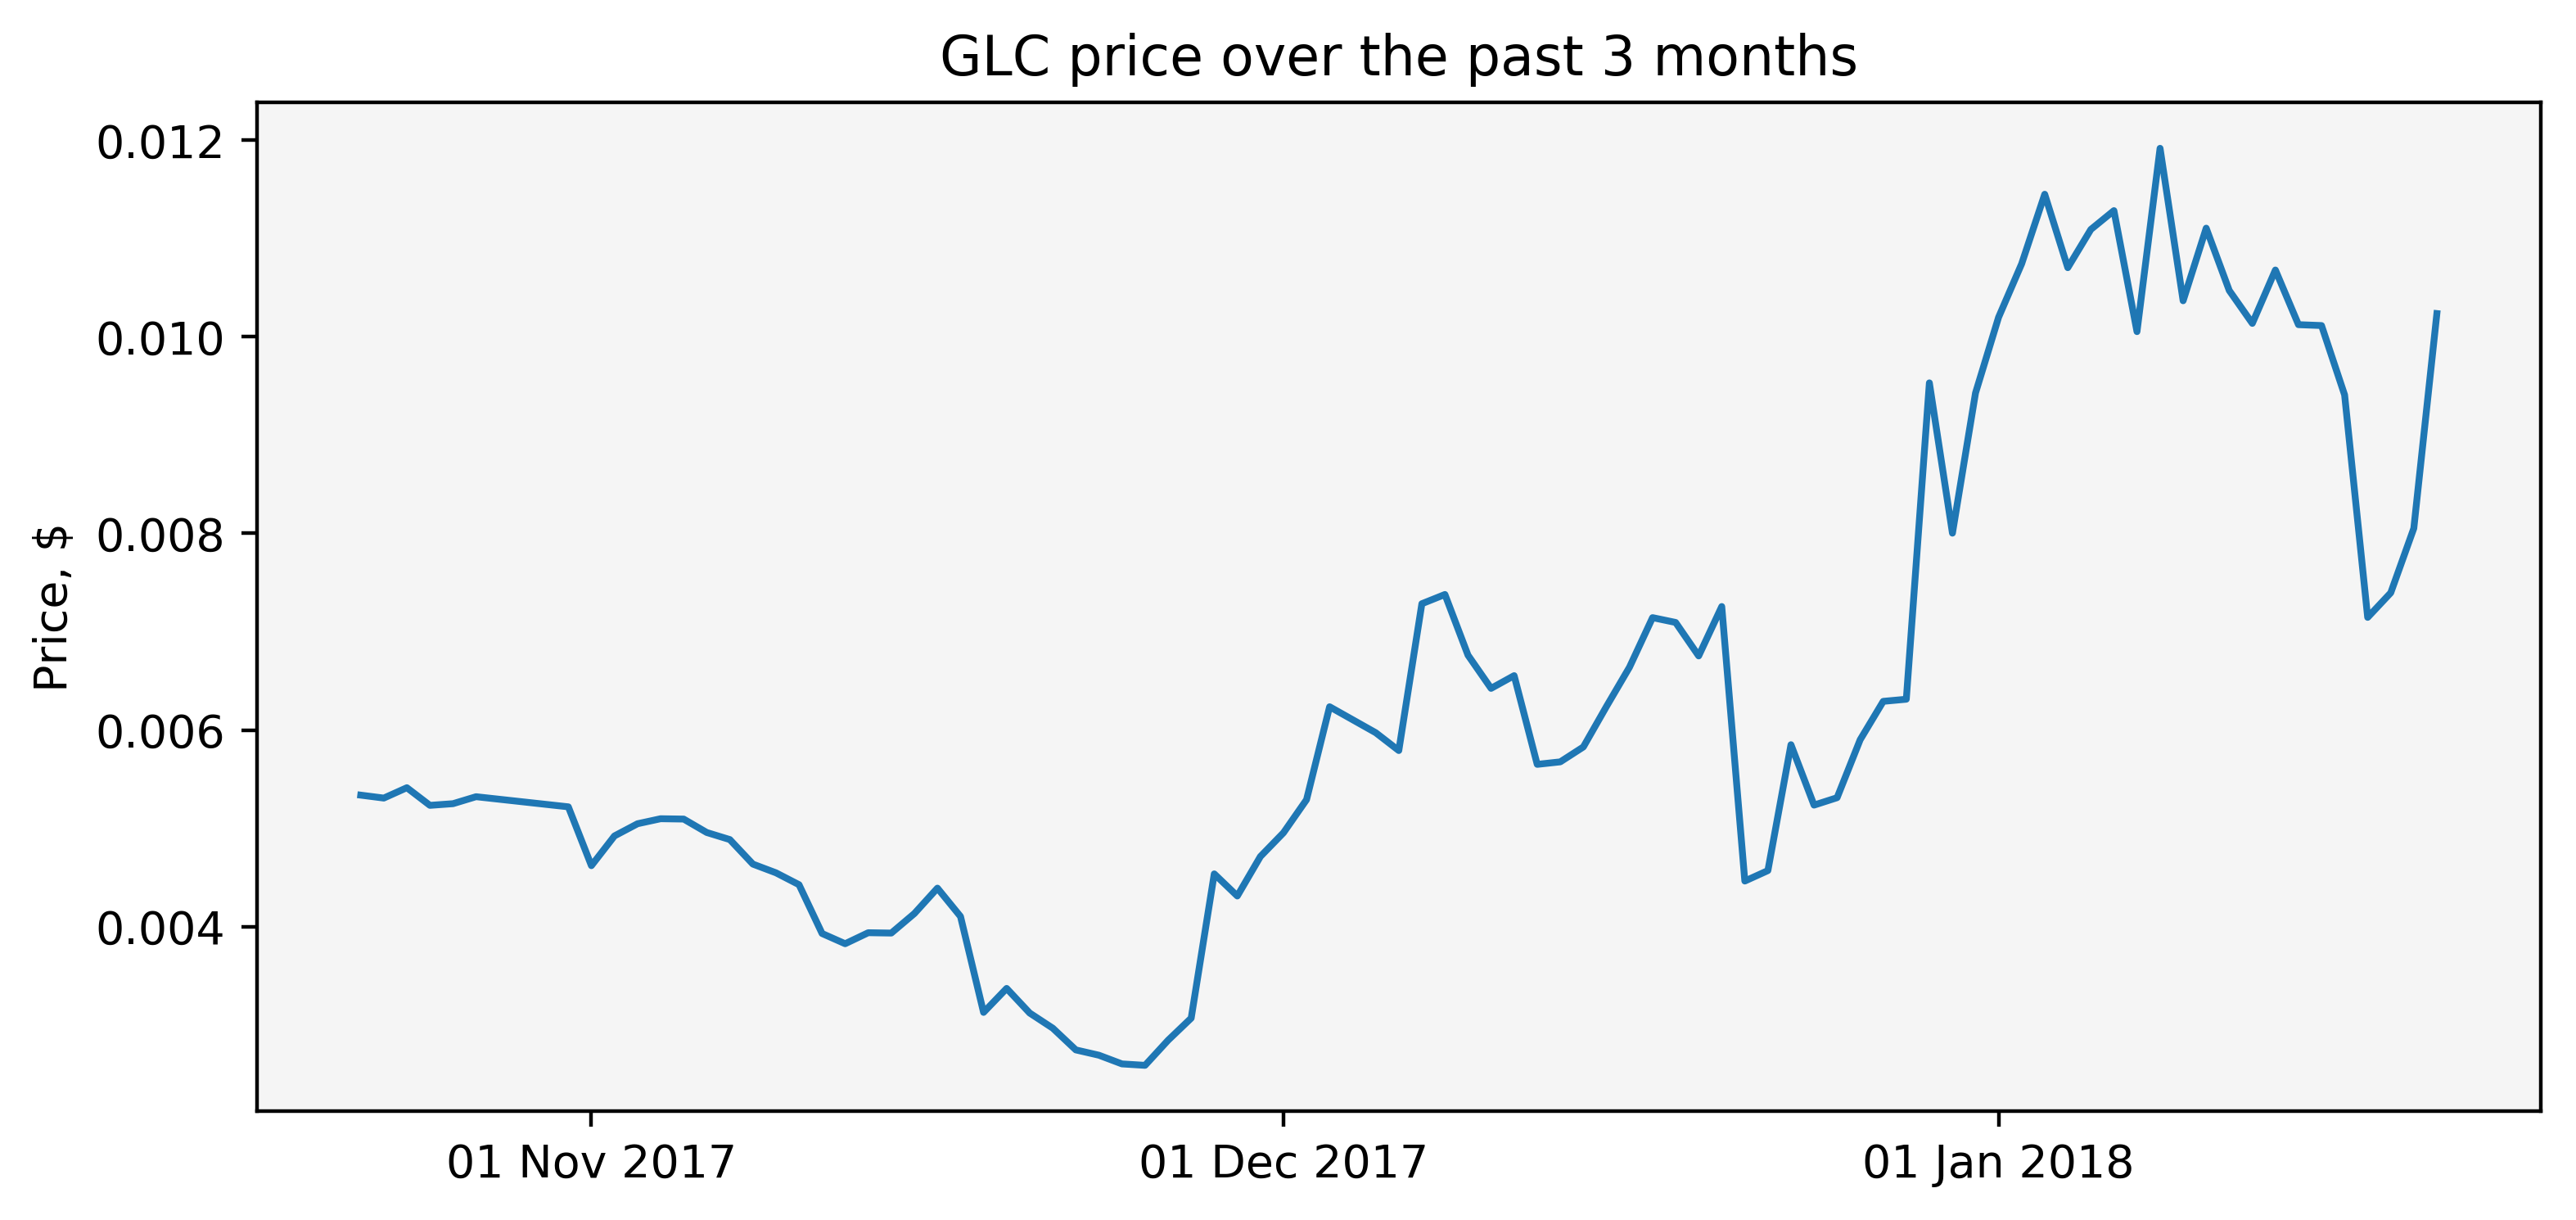 GLC price over the past 3 months
Price, $
0.012
0.010
0.008
0.006
0.004
01 Nov 2017
01 Dec 2017
01 Jan 2018